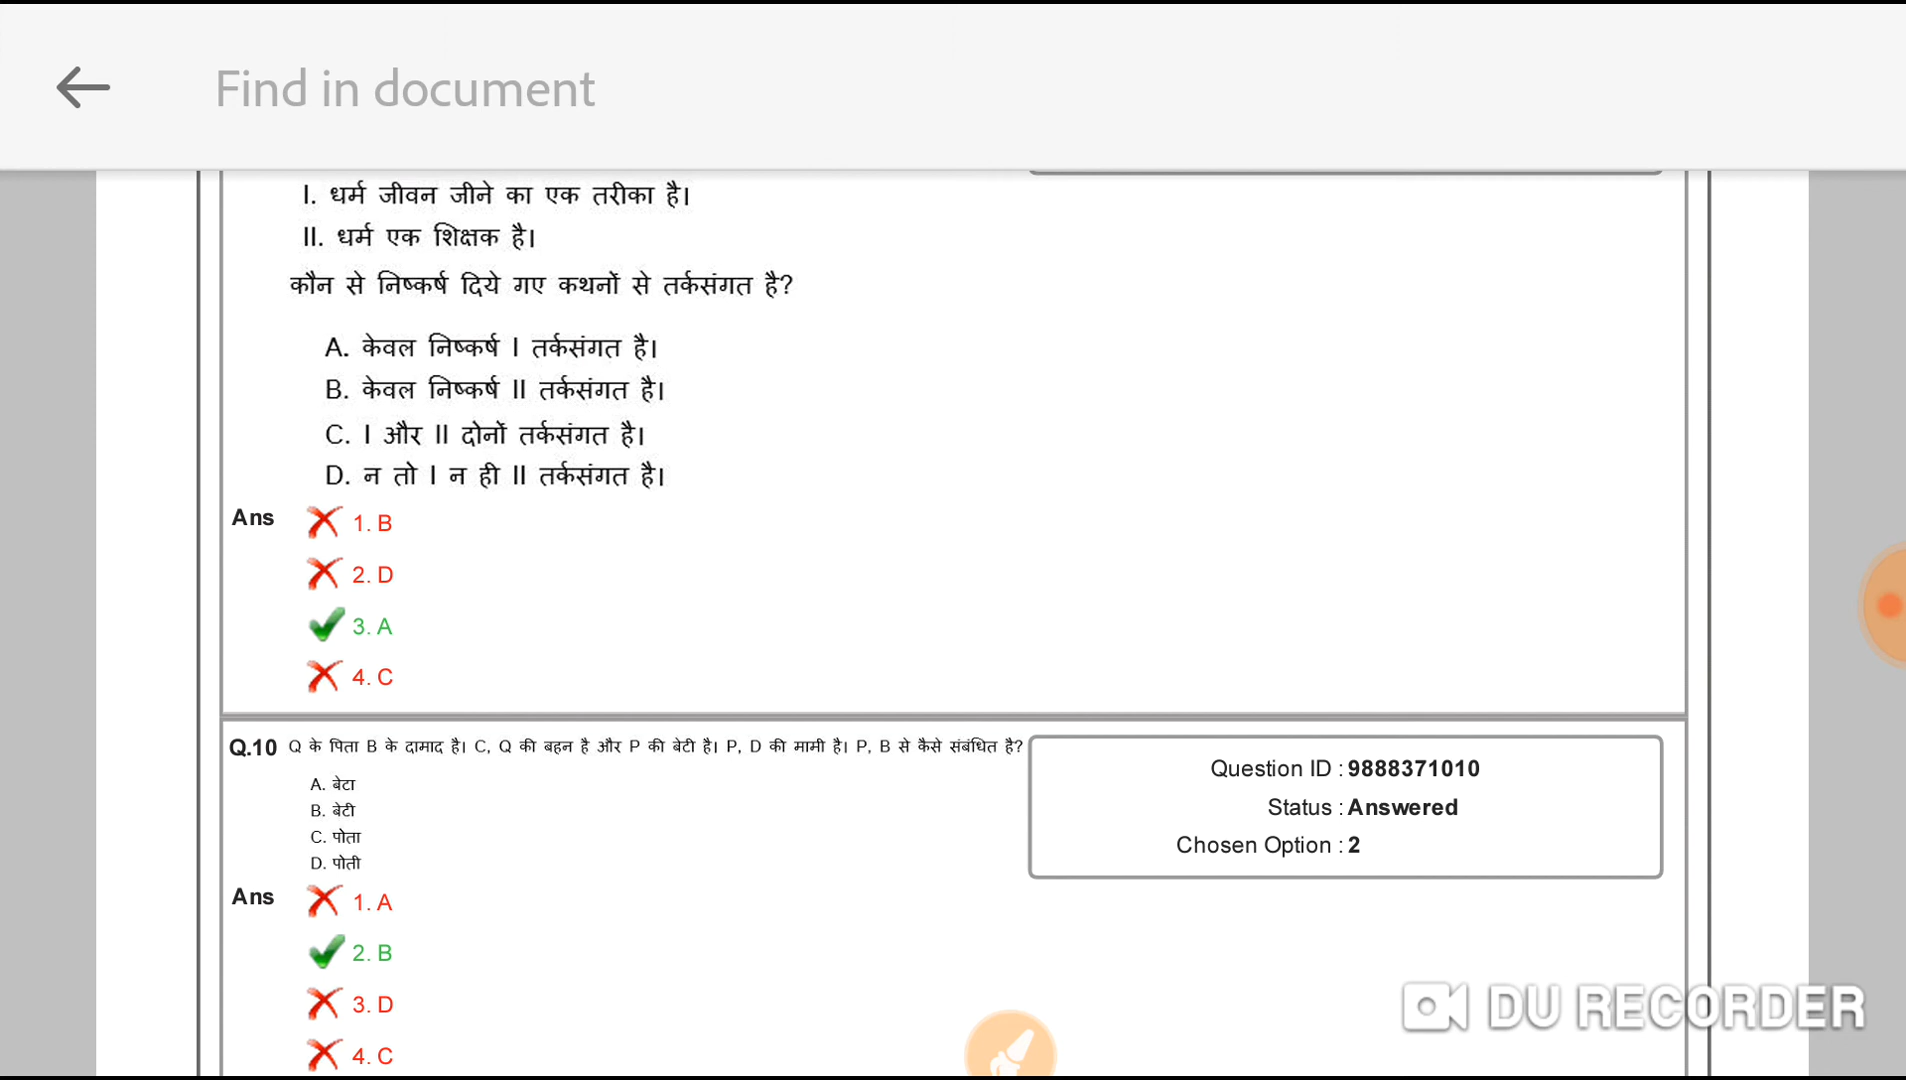 Find in document
I. धर्म जीवन जीने का एक तरीका है।
II. धर्म एक शिक्षक है।
कौन से निष्कर्ष दिये गए कथनों से तर्कसंगत है?
A. केवल निष्कर्ष I तर्कसंगत है।
B. केवल निष्कर्ष II तर्कसंगत है।
C. I और II दोनों तर्कसंगत है।
D. न तो I न ही II तर्कसंगत है।
Ans
1. B
2. D
3. A
4. C
Q.10 Q के पिता B के दामाद है। C, Q की बहन है और P की बेटी है। P, D की मामी है। P, B से कैसे संबंधित है?
A. बेटा
B. बेटी
C. पोता
D. पोती
Question ID : 9888371010
Status : Answered
Chosen Option : 2
Ans
1. A
2. B
3. D
4. C
DU RECORDER